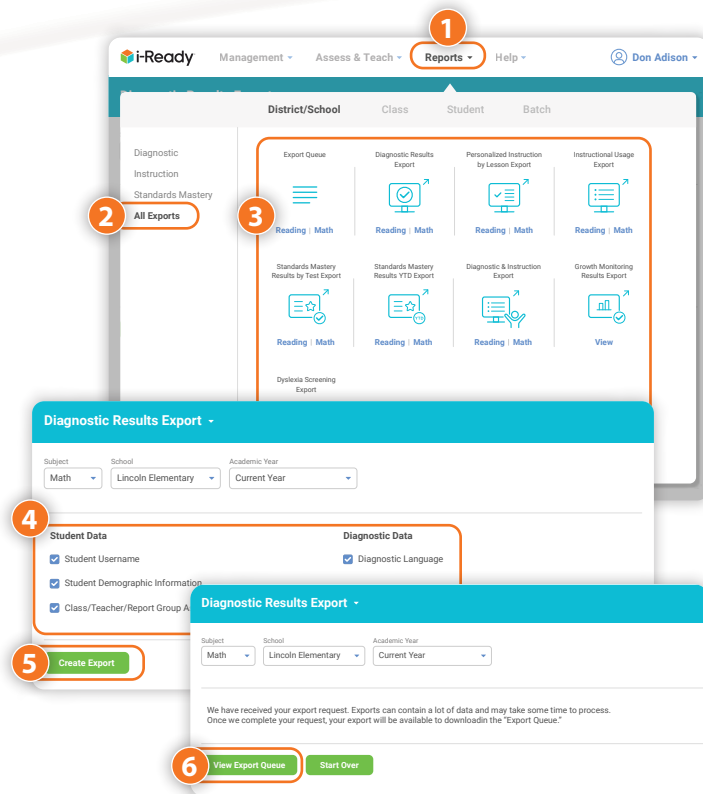 1
i-Ready Management Assess & Teach Reports Help Don Adison
District/School Class Student Batch
Diagnostic
Instruction
Standards Mastery
2 All Exports
3
Export Queue
Reading | Math
Diagnostic Results
Export
Reading | Math
Personalized Instruction
by Lesson Export
Reading | Math
Instructional Usage
Export
Reading | Math
Standards Mastery
Results by Test Export
Reading | Math
Standards Mastery
Results YTD Export
YTD
Reading | Math
Diagnostic & Instruction
Export
Reading | Math
Growth Monitoring
Results Export
View
Dyslexia Screening
Export
Diagnostic Results Export
Subject School Academic Year
Math Lincoln Elementary Current Year
4
Student Data Diagnostic Data
Student Username Diagnostic Language
Student Demographic Information
Class/Teacher/Report Group
5 Create Export
Diagnostic Results Export
Subject School Academic Year
Math Lincoln Elementary Current Year
We have received your export request. Exports can contain a lot of data and may take some time to process.
Once we complete your request, your export will be available to downloadin the "Export Queue."
6 View Export Queue Start Over